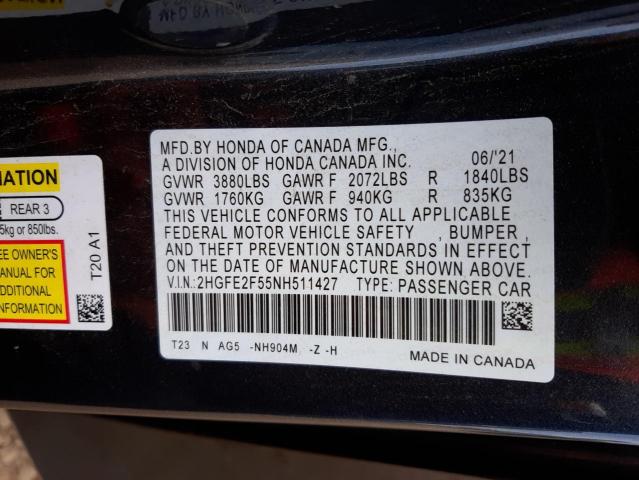 MFD.BY HONDA OF CANADA MFG.,
A DIVISION OF HONDA CANADA INC. 06/'21
GVWR 3880LBS GAWR F 2072LBS R 1840LBS
GVWR 1760KG GAWR F 940KG R 835KG
THIS VEHICLE CONFORMS TO ALL APPLICABLE
FEDERAL MOTOR VEHICLE SAFETY , BUMPER ,
AND THEFT PREVENTION STANDARDS IN EFFECT
ON THE DATE OF MANUFACTURE SHOWN ABOVE.
V.I.N.:2HGFE2F55NH511427 TYPE: PASSENGER CAR
T23 N AG5 -NH904M -Z -H
MADE IN CANADA
REAR 3
5kg or 850lbs.
EE OWNER'S
ANUAL FOR
DDITIONAL
NFORMATION
T20 A1
MATION